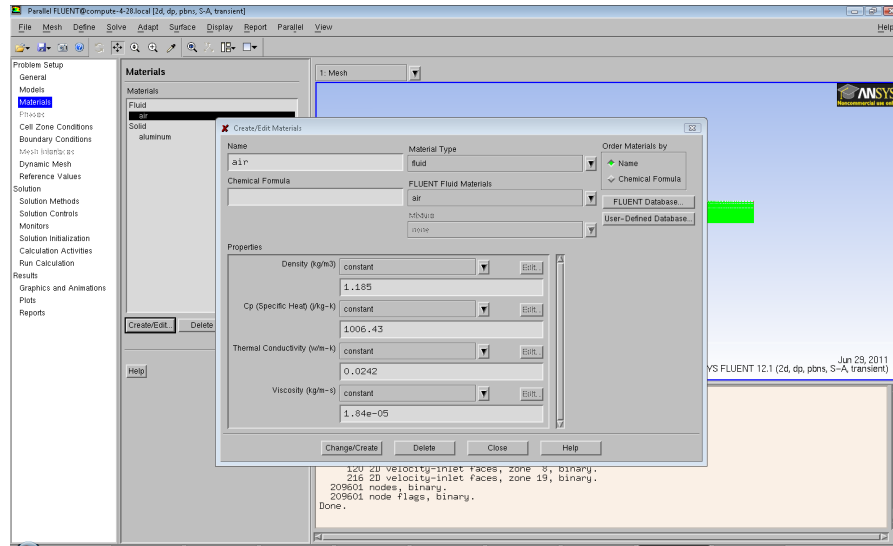 Parallel FLUENT@compute-4-28.local [2d, dp, pbns, S-A, transient]
File Mesh Define Solve Adapt Surface Display Report Parallel View Help
Problem Setup
General
Models
Materials
Phases
Cell Zone Conditions
Boundary Conditions
Mesh Interfaces
Dynamic Mesh
Reference Values
Solution
Solution Methods
Solution Controls
Monitors
Solution Initialization
Calculation Activities
Run Calculation
Results
Graphics and Animations
Plots
Reports
Materials
Materials
Fluid
air
Solid
aluminum
Create/Edit... Delete
Help
1: Mesh
ANSYS
Noncommercial use only
Create/Edit Materials
Name
air
Chemical Formula
Material Type
fluid
FLUENT Fluid Materials
air
Mixture
none
Order Materials by
Name
Chemical Formula
FLUENT Database...
User-Defined Database...
Properties
Density (kg/m3) constant Edit...
1.185
Cp (Specific Heat) (j/kg-k) constant Edit...
1006.43
Thermal Conductivity (w/m-k) constant Edit...
0.0242
Viscosity (kg/m-s) constant Edit...
1.84e-05
Change/Create Delete Close Help
Jun 29, 2011
YS FLUENT 12.1 (2d, dp, pbns, S-A, transient)
120 2D velocity-inlet faces, zone 8, binary.
216 2D velocity-inlet faces, zone 19, binary.
209601 nodes, binary.
209601 node flags, binary.
Done.